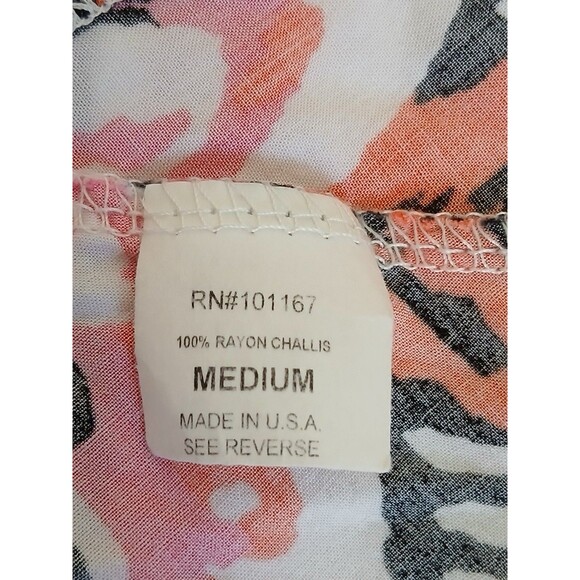 RN#101167
100% RAYON CHALLIS
MEDIUM
MADE IN U.S.A.
SEE REVERSE